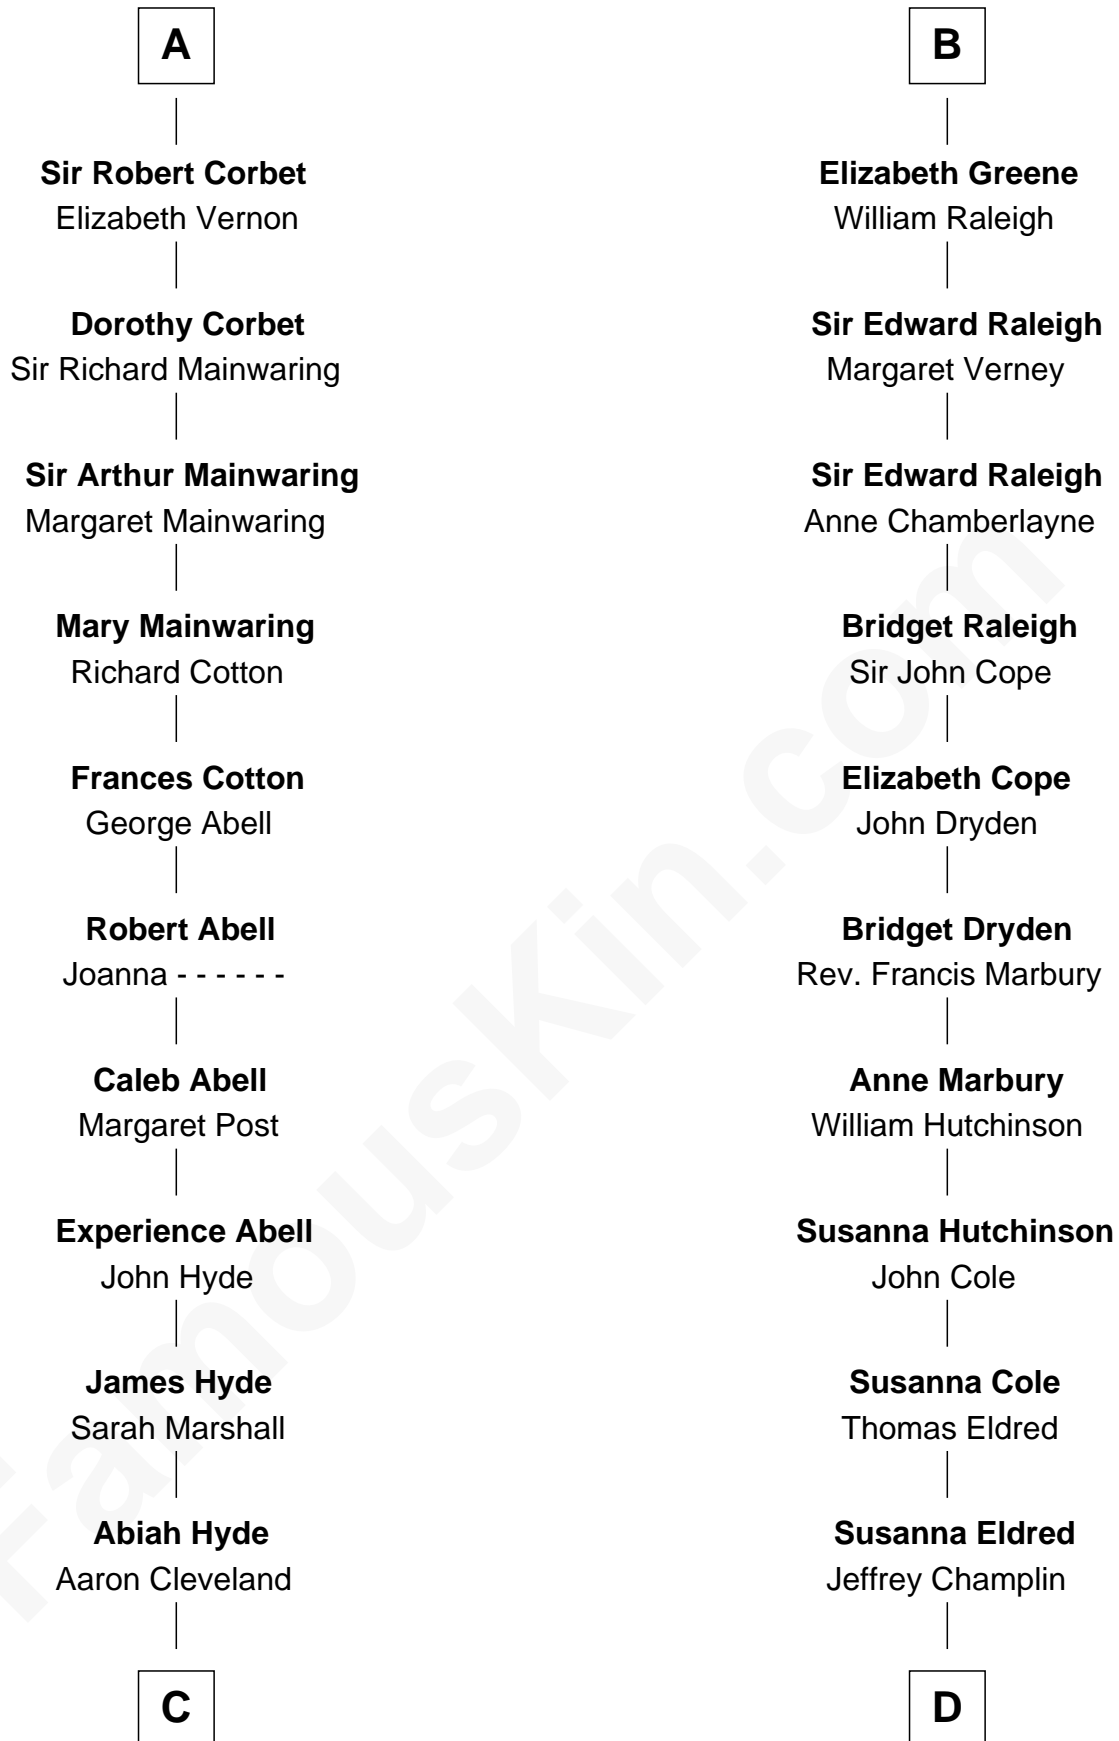 A
Sir Robert Corbet
Elizabeth Vernon
Dorothy Corbet
Sir Richard Mainwaring
Sir Arthur Mainwaring
Margaret Mainwaring
Mary Mainwaring
Richard Cotton
Frances Cotton
George Abell
Robert Abell
Joanna - - - - - -
Caleb Abell
Margaret Post
Experience Abell
John Hyde
James Hyde
Sarah Marshall
Abiah Hyde
Aaron Cleveland
C
B
Elizabeth Greene
William Raleigh
Sir Edward Raleigh
Margaret Verney
Sir Edward Raleigh
Anne Chamberlayne
Bridget Raleigh
Sir John Cope
Elizabeth Cope
John Dryden
Bridget Dryden
Rev. Francis Marbury
Anne Marbury
William Hutchinson
Susanna Hutchinson
John Cole
Susanna Cole
Thomas Eldred
Susanna Eldred
Jeffrey Champlin
D
FamousKin.com